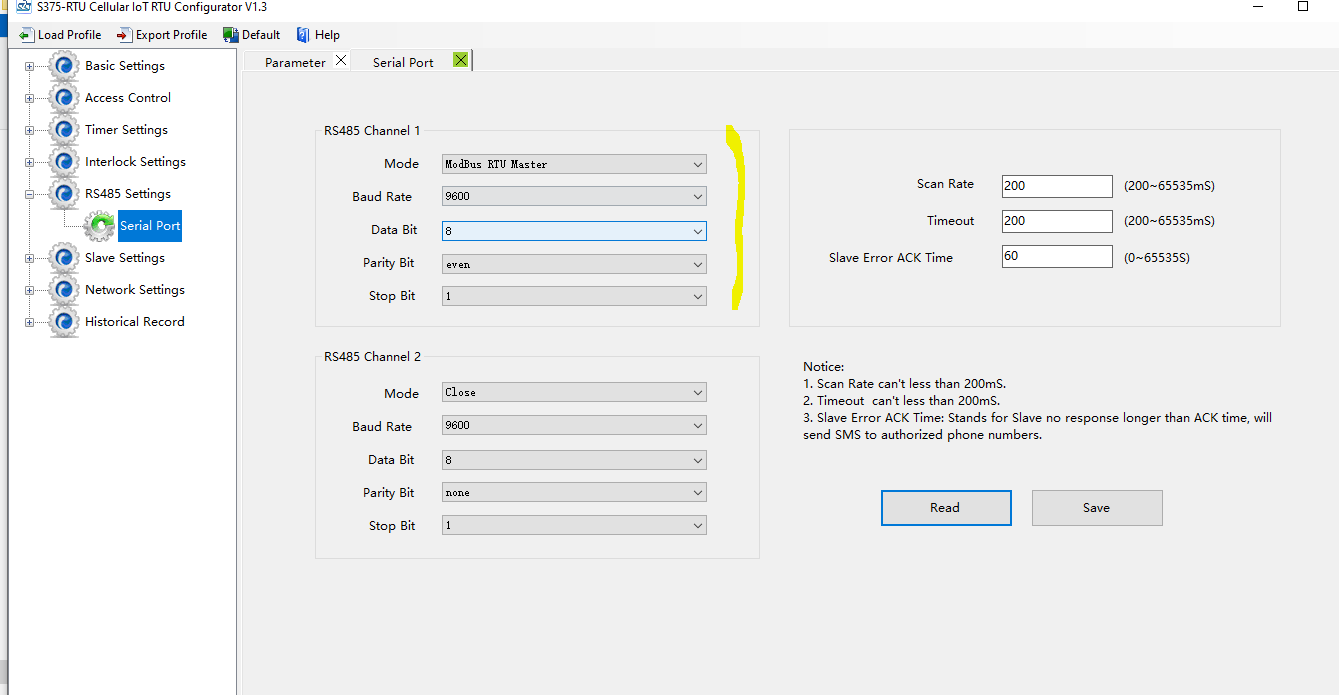 S375-RTU Cellular IoT RTU Configurator V1.3
Load Profile Export Profile Default Help
Basic Settings
Access Control
Timer Settings
Interlock Settings
RS485 Settings
Serial Port
Slave Settings
Network Settings
Historical Record
Parameter Serial Port
RS485 Channel 1
Mode ModBus RTU Master
Baud Rate 9600
Data Bit 8
Parity Bit even
Stop Bit 1
RS485 Channel 2
Mode Close
Baud Rate 9600
Data Bit 8
Parity Bit none
Stop Bit 1
Scan Rate 200 (200~65535mS)
Timeout 200 (200~65535mS)
Slave Error ACK Time 60 (0~65535S)
Notice:
1. Scan Rate can't less than 200mS.
2. Timeout can't less than 200mS.
3. Slave Error ACK Time: Stands for Slave no response longer than ACK time, will
send SMS to authorized phone numbers.
Read Save